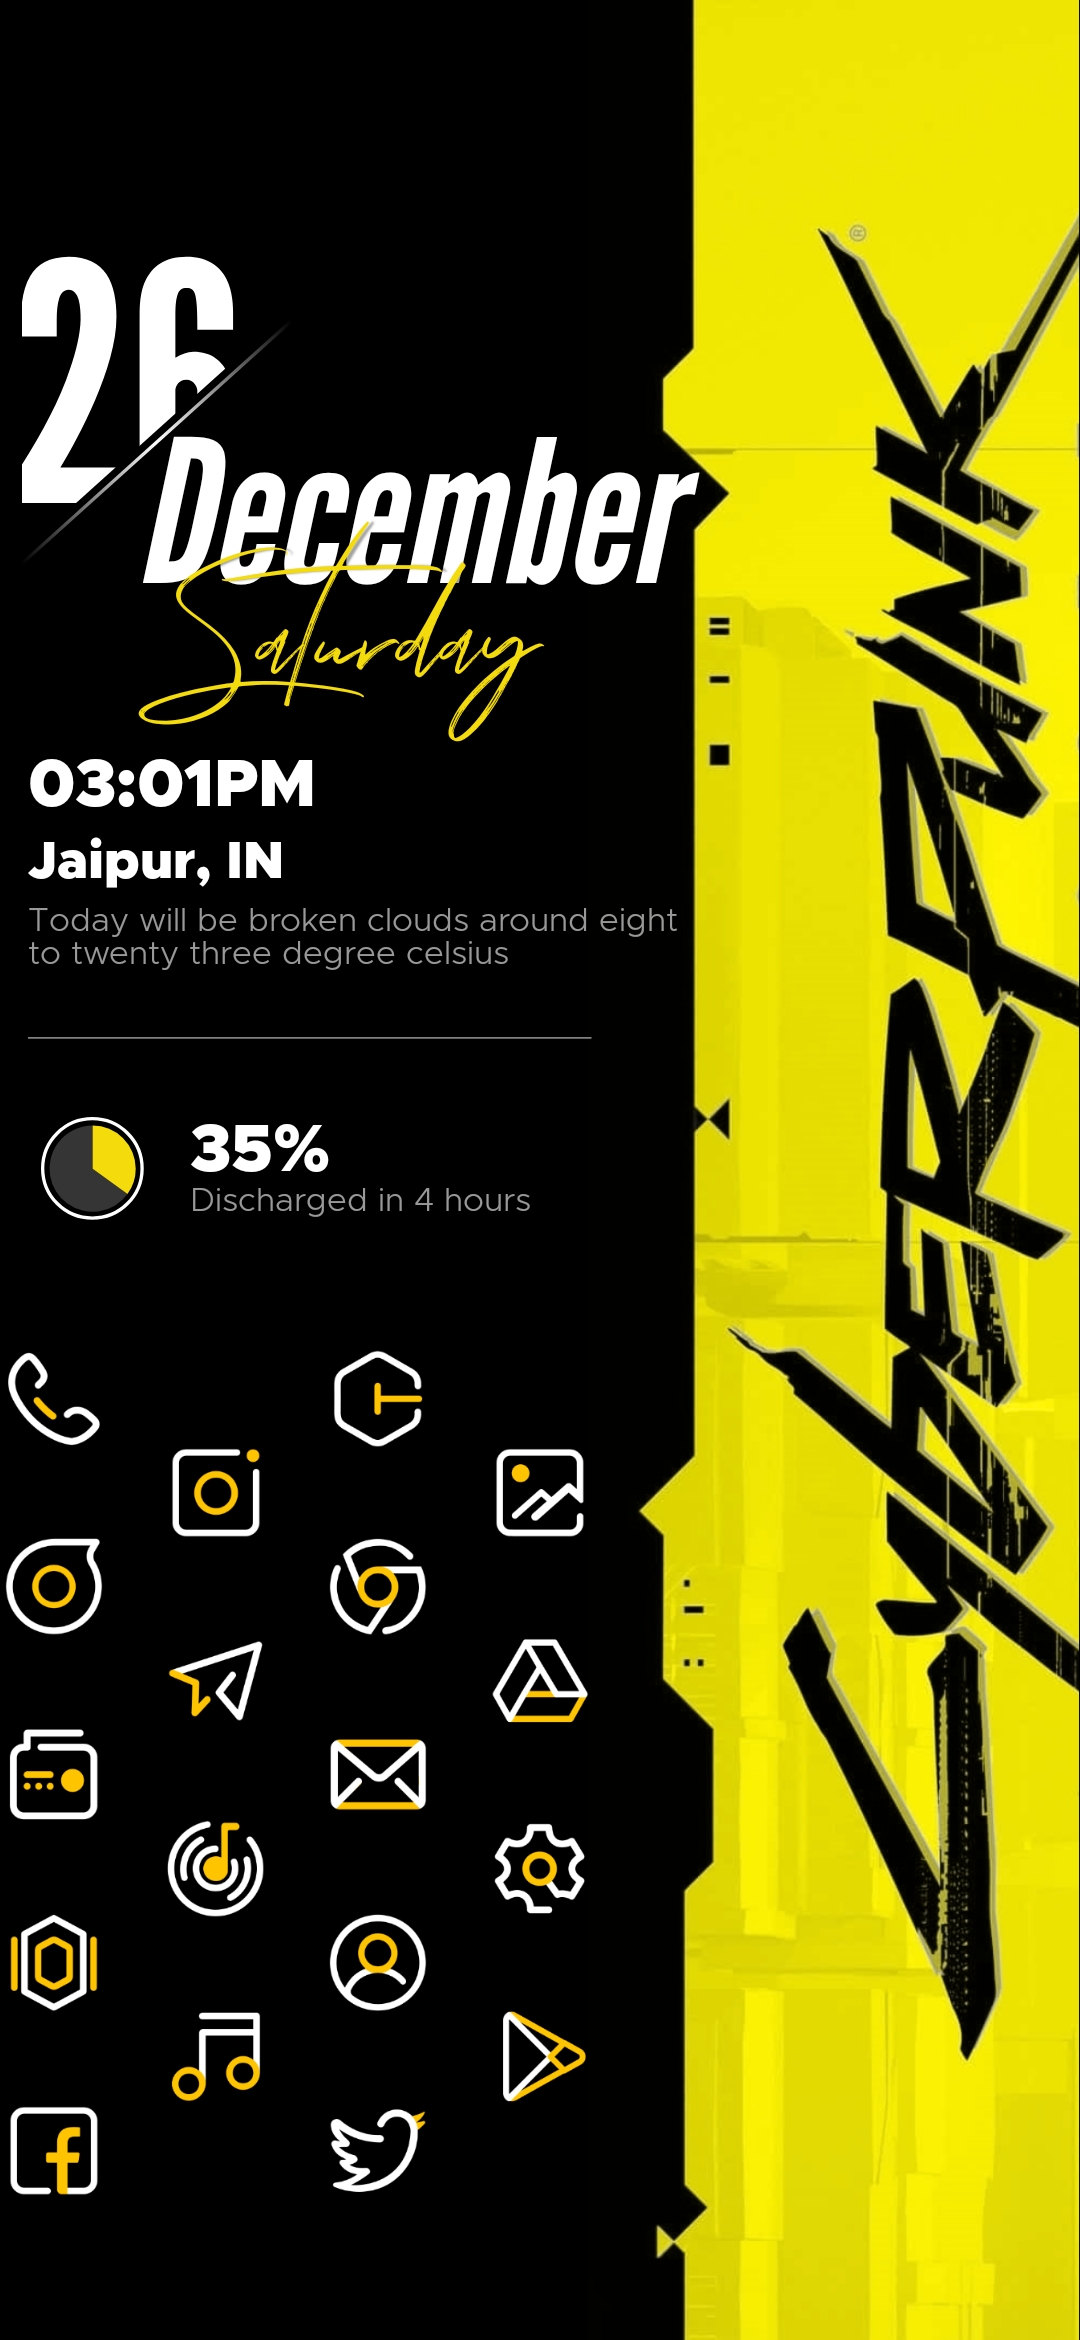 26
December
Saturday
03:01PM
Jaipur, IN
Today will be broken clouds around eight
to twenty three degree celsius
35%
Discharged in 4 hours
CYBERPUNK
®